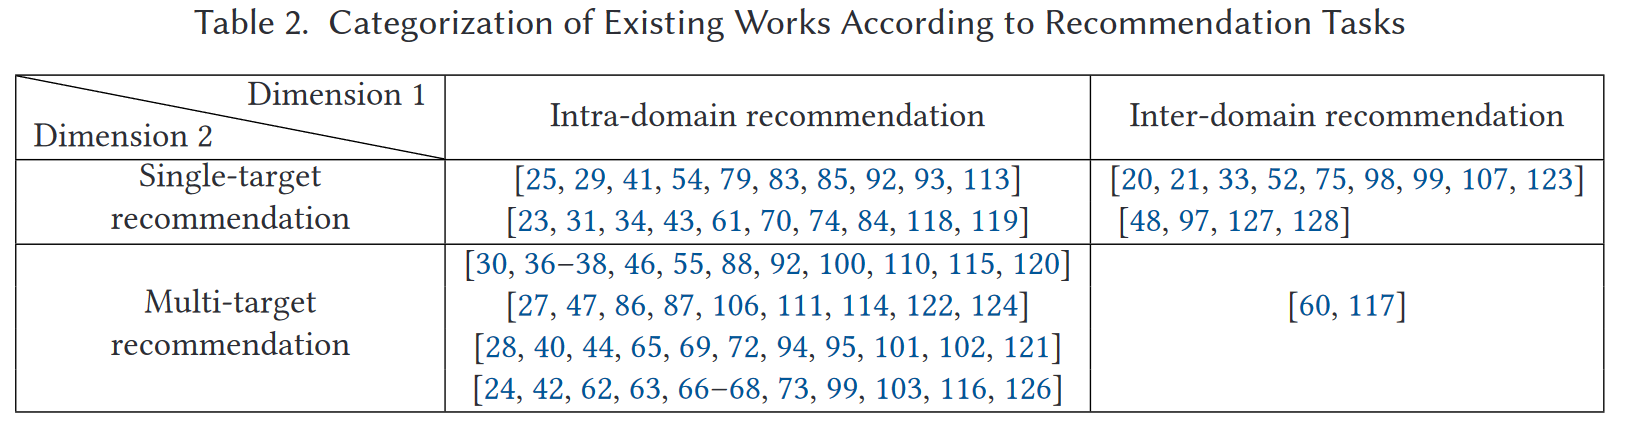 Table 2. Categorization of Existing Works According to Recommendation Tasks
Dimension 1
Dimension 2
Intra-domain recommendation
Inter-domain recommendation
Single-target
recommendation
[25, 29, 41, 54, 79, 83, 85, 92, 93, 113]
[23, 31, 34, 43, 61, 70, 74, 84, 118, 119]
[20, 21, 33, 52, 75, 98, 99, 107, 123]
[48, 97, 127, 128]
Multi-target
recommendation
[30, 36–38, 46, 55, 88, 92, 100, 110, 115, 120]
[27, 47, 86, 87, 106, 111, 114, 122, 124]
[28, 40, 44, 65, 69, 72, 94, 95, 101, 102, 121]
[24, 42, 62, 63, 66–68, 73, 99, 103, 116, 126]
[60, 117]